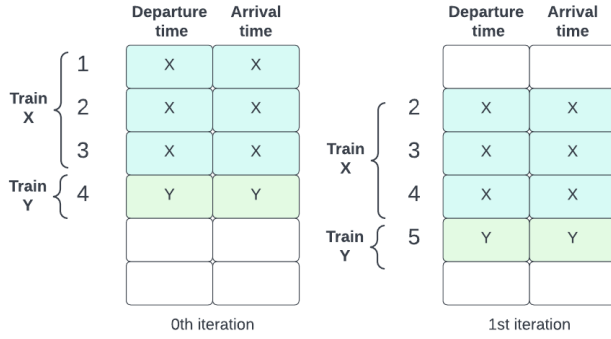 Departure time Arrival time
Train X
1 X X
2 X X
3 X X
Train Y
4 Y Y
0th iteration
Departure time Arrival time
Train X
2 X X
3 X X
4 X X
Train Y
5 Y Y
1st iteration